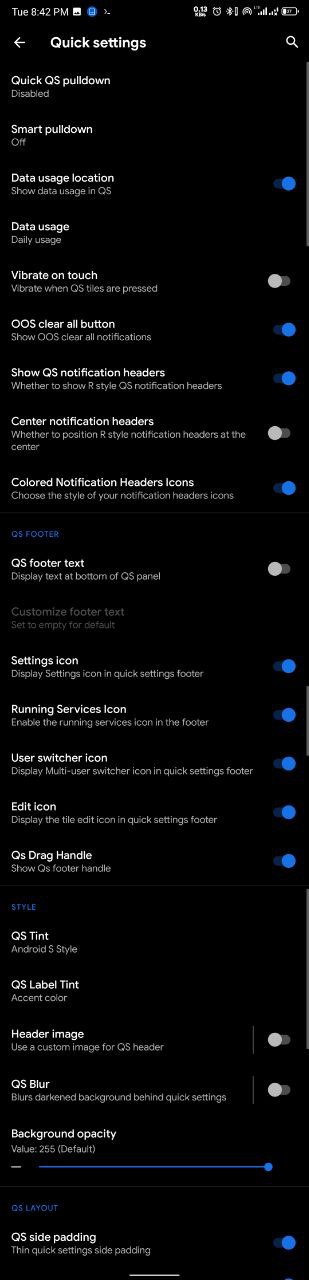 Tue 8:42 PM
0.13
KB/s
Quick settings
Quick QS pulldown
Disabled
Smart pulldown
Off
Data usage location
Show data usage in QS
Data usage
Daily usage
Vibrate on touch
Vibrate when QS tiles are pressed
OOS clear all button
Show OOS clear all notifications
Show QS notification headers
Whether to show R style QS notification headers
Center notification headers
Whether to position R style notification headers at the
center
Colored Notification Headers Icons
Choose the style of your notification headers icons
QS FOOTER
QS footer text
Display text at bottom of QS panel
Customize footer text
Set to empty for default
Settings icon
Display Settings icon in quick settings footer
Running Services Icon
Enable the running services icon in the footer
User switcher icon
Display Multi-user switcher icon in quick settings footer
Edit icon
Display the tile edit icon in quick settings footer
Qs Drag Handle
Show Qs footer handle
STYLE
QS Tint
Android S Style
QS Label Tint
Accent color
Header image
Use a custom image for QS header
QS Blur
Blurs darkened background behind quick settings
Background opacity
Value: 255 (Default)
QS LAYOUT
QS side padding
Thin quick settings side padding